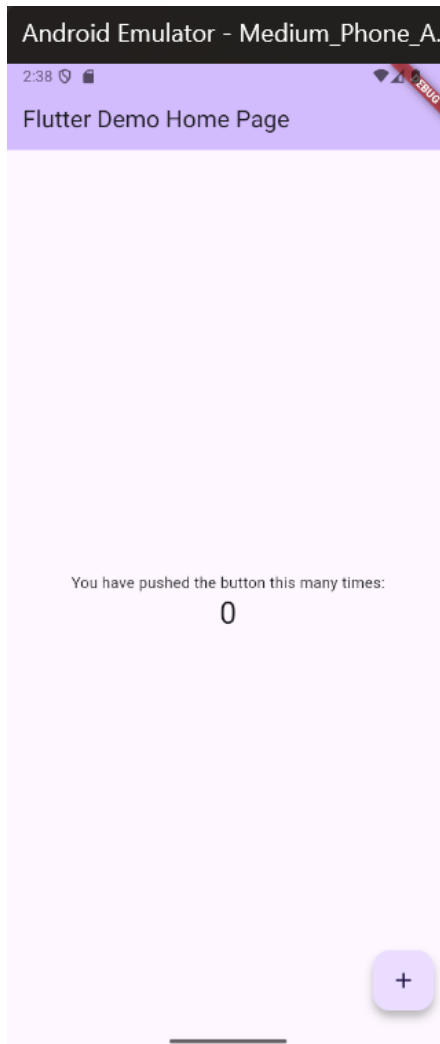 Android Emulator - Medium_Phone_A.
2:38
DEBUG
Flutter Demo Home Page
You have pushed the button this many times:
0
+